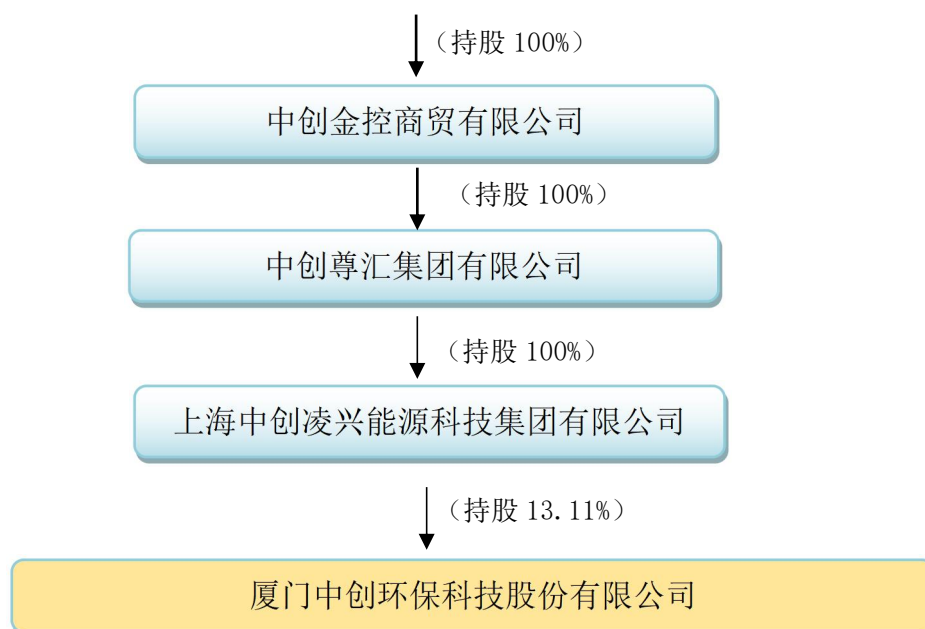 （持股 100%）
中创金控商贸有限公司
（持股 100%）
中创尊汇集团有限公司
（持股 100%）
上海中创凌兴能源科技集团有限公司
（持股 13.11%）
厦门中创环保科技股份有限公司